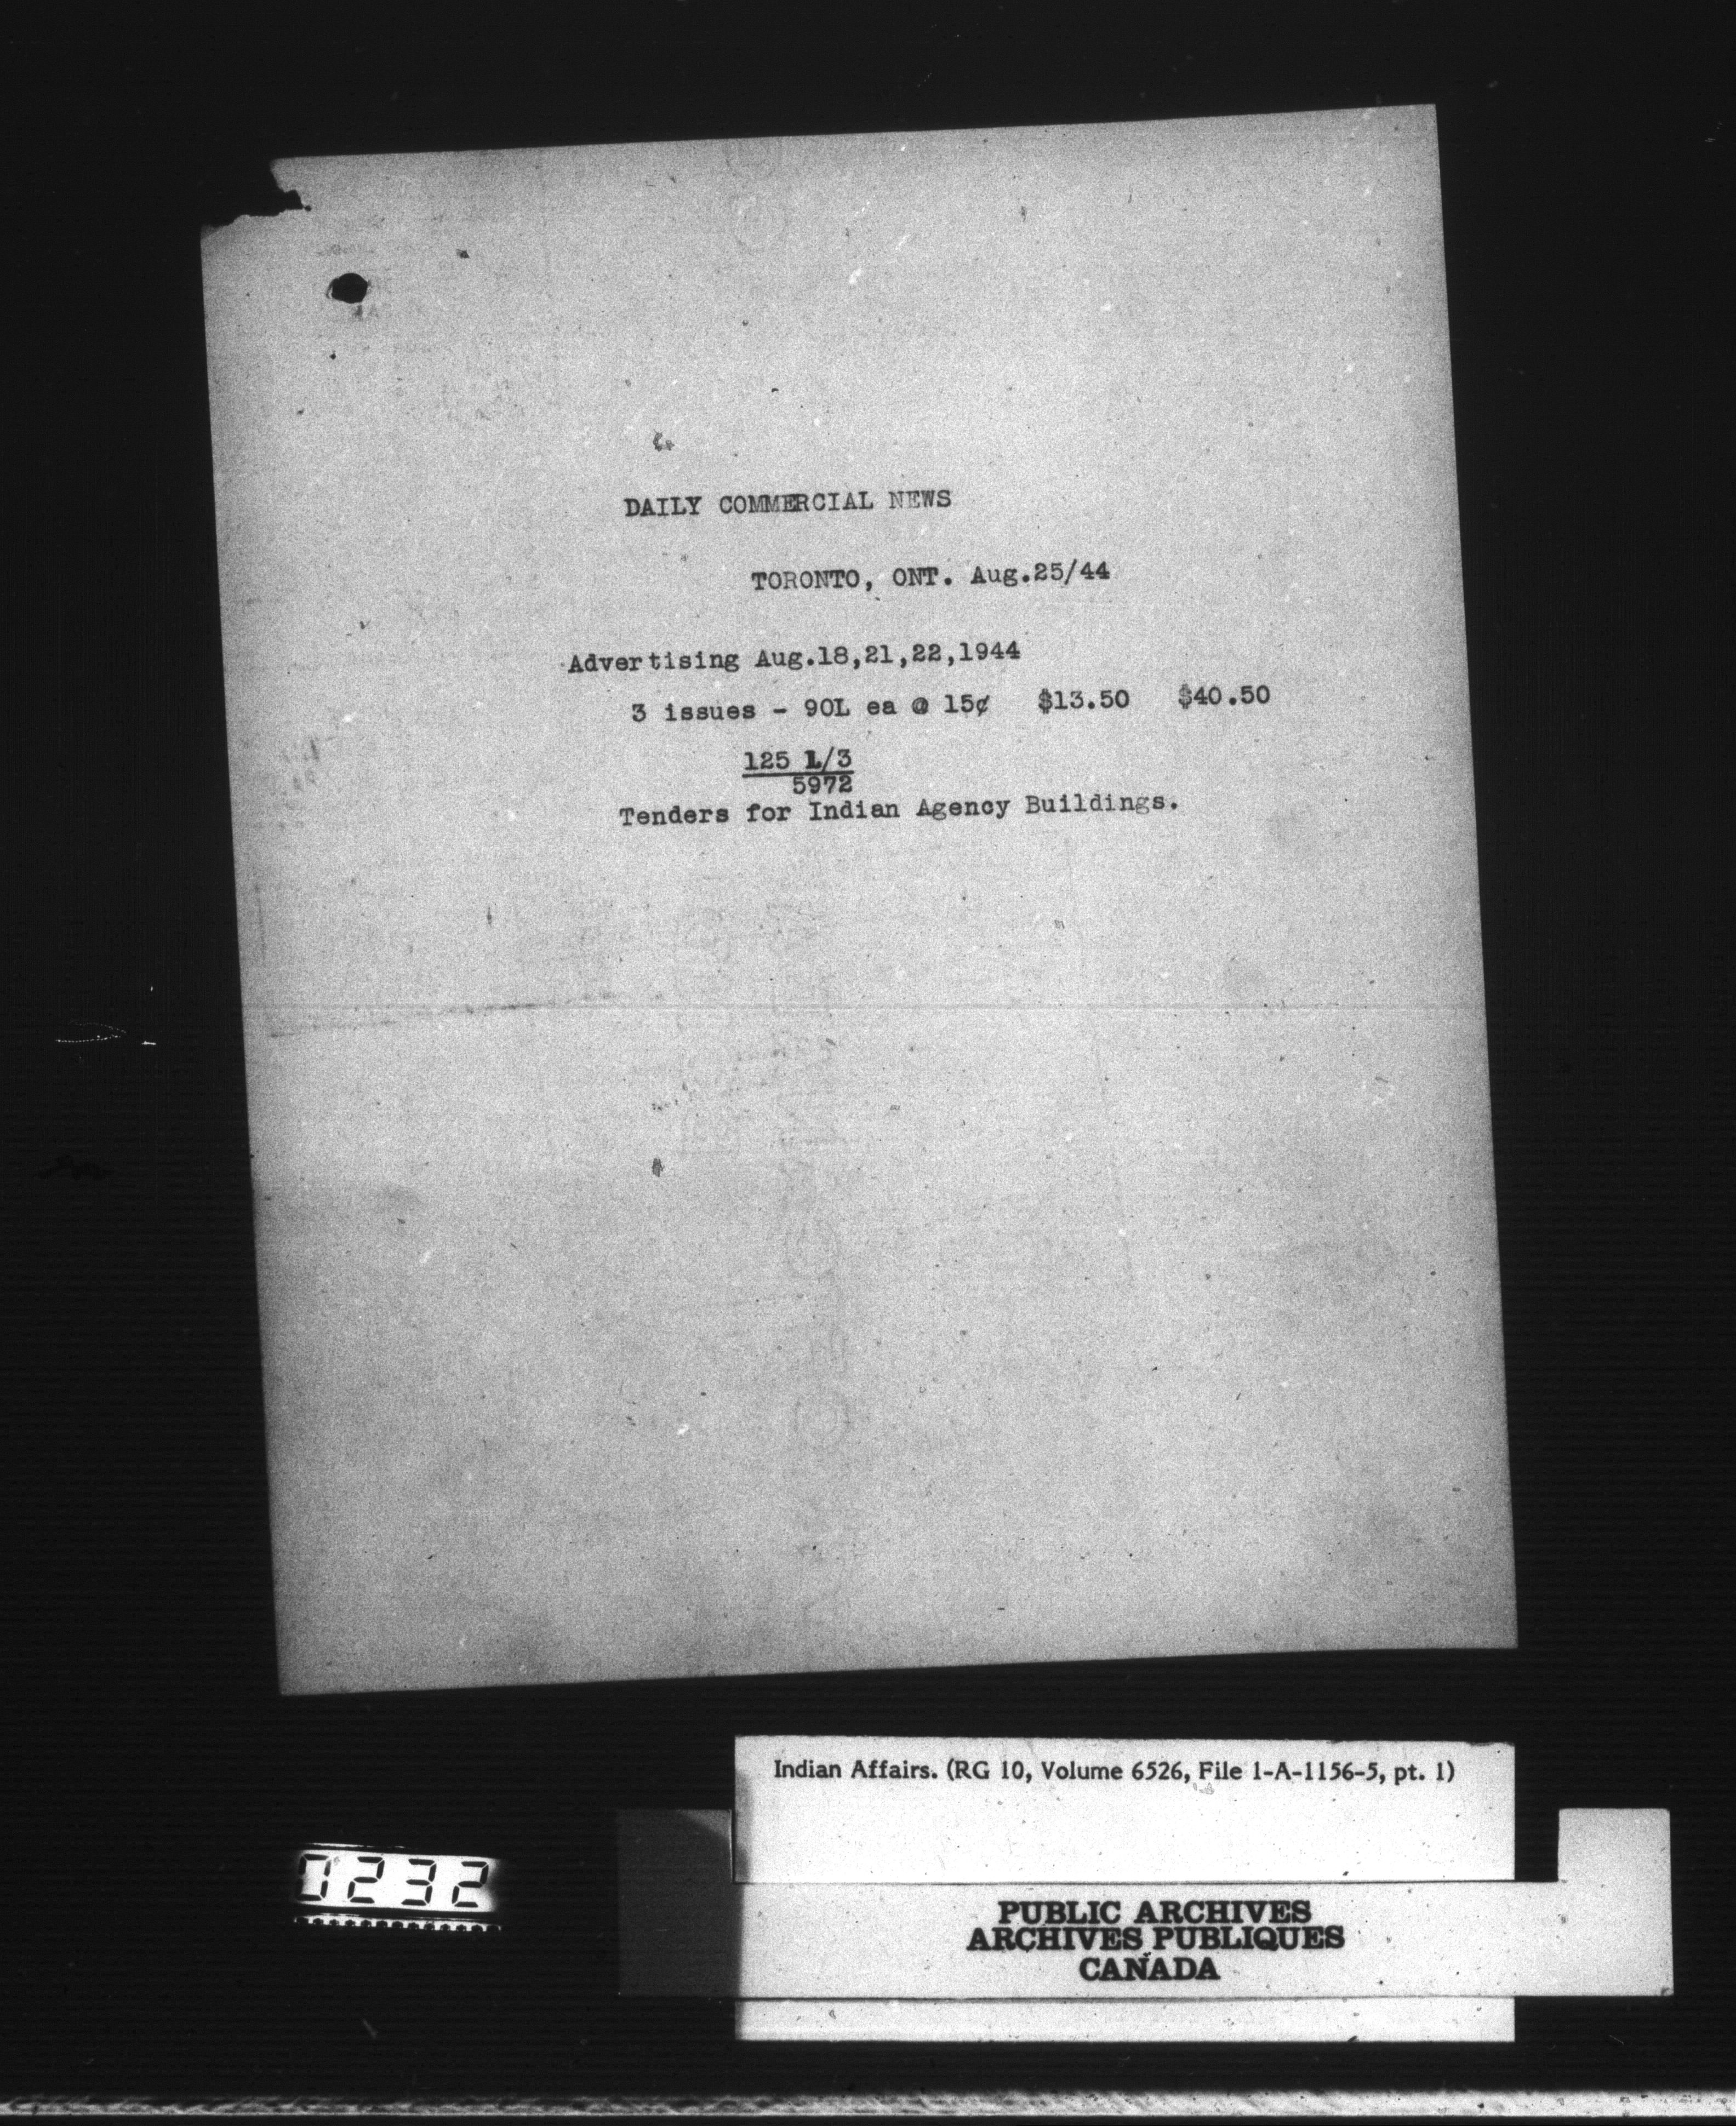 DAILY COMMERCIAL NEWS
TORONTO, ONT. Aug.25/44
Advertising Aug.18,21,22,1944
3 issues - 90L ea @ 15¢ $13.50 $40.50
125 L/3
5972
Tenders for Indian Agency Buildings.
Indian Affairs. (RG 10, Volume 6526, File 1-A-1156-5, pt. 1)
0232
PUBLIC ARCHIVES
ARCHIVES PUBLIQUES
CANADA